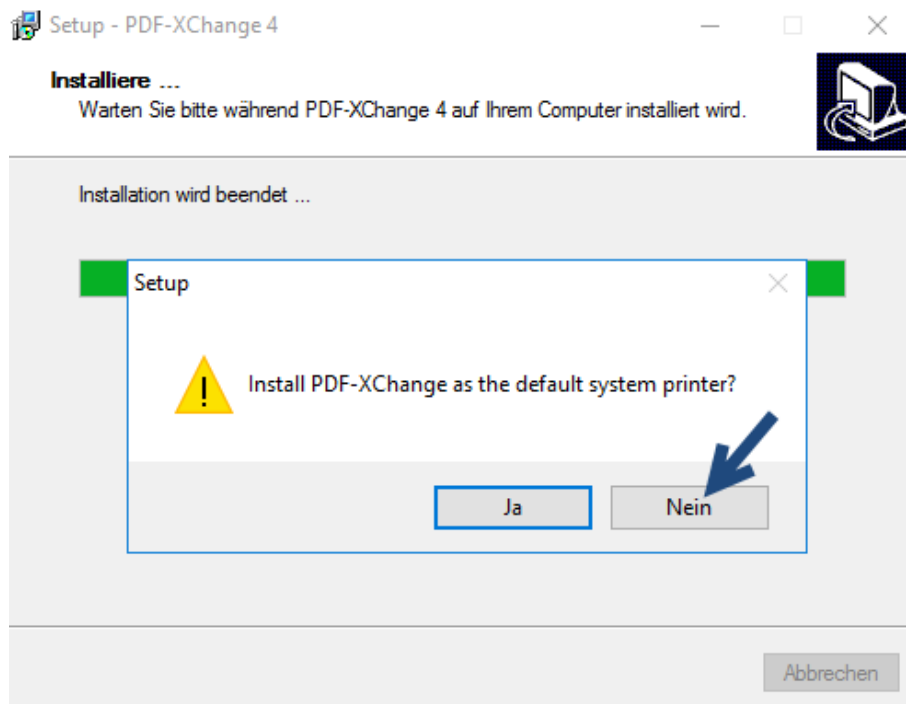 Setup - PDF-XChange 4
Installiere ...
Warten Sie bitte während PDF-XChange 4 auf Ihrem Computer installiert wird.
Installation wird beendet ...
Setup
!
Install PDF-XChange as the default system printer?
Ja
Nein
Abbrechen